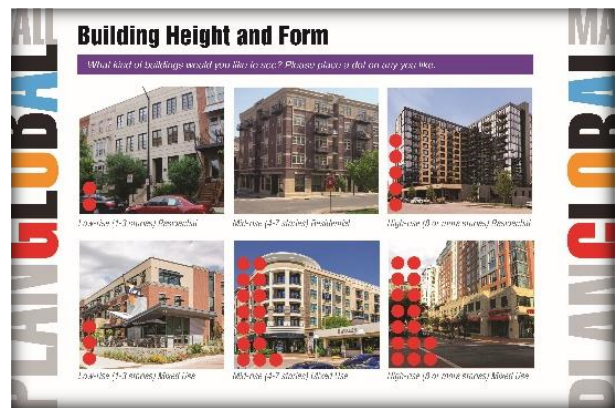 Building Height and Form
What kind of buildings would you like to see? Please place a dot on any you like.
Low-rise (1-3 stories) Residential
Mid-rise (4-7 stories) Residential
High-rise (8 or more stories) Residential
Low-rise (1-3 stories) Mixed Use
Mid-rise (4-7 stories) Mixed Use
High-rise (8 or more stories) Mixed Use
PLAN GLOBAL MALL
PLAN GLOBAL MA